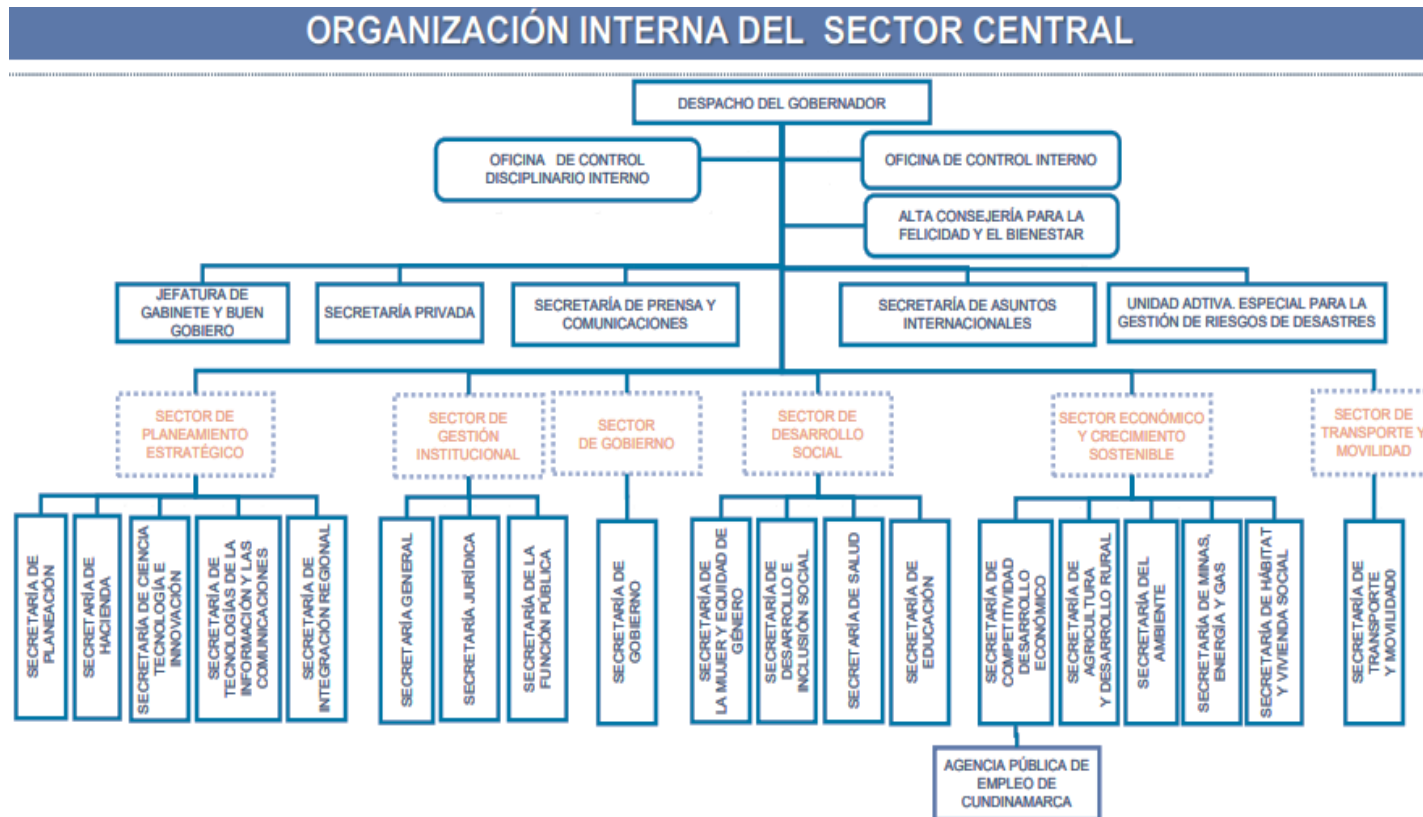 ORGANIZACIÓN INTERNA DEL SECTOR CENTRAL
DESPACHO DEL GOBERNADOR
OFICINA DE CONTROL
DISCIPLINARIO INTERNO
OFICINA DE CONTROL INTERNO
ALTA CONSEJERÍA PARA LA
FELICIDAD Y EL BIENESTAR
JEFATURA DE
GABINETE Y BUEN
GOBIERO
SECRETARÍA PRIVADA
SECRETARÍA DE PRENSA Y
COMUNICACIONES
SECRETARÍA DE ASUNTOS
INTERNACIONALES
UNIDAD ADTIVA. ESPECIAL PARA LA
GESTIÓN DE RIESGOS DE DESASTRES
SECTOR DE
PLANEAMIENTO
ESTRATÉGICO
SECTOR DE
GESTIÓN
INSTITUCIONAL
SECTOR
DE GOBIERNO
SECTOR DE
DESARROLLO
SOCIAL
SECTOR ECONÓMICO
Y CRECIMIENTO
SOSTENIBLE
SECTOR DE
TRANSPORTE Y
MOVILIDAD
SECRETARÍA DE
PLANEACIÓN
SECRETARÍA DE
HACIENDA
SECRETARÍA DE CIENCIA
TECNOLOGÍA E
INNOVACIÓN
SECRETARÍA DE
TECNOLOGÍAS DE LA
INFORMACIÓN Y LAS
COMUNICACIONES
SECRETARÍA DE
INTEGRACIÓN REGIONAL
SECRETARÍA GENERAL
SECRETARÍA JURÍDICA
SECRETARÍA DE LA
FUNCIÓN PÚBLICA
SECRETARÍA DE
GOBIERNO
SECRETARÍA DE
LA MUJER Y EQUIDAD DE
GÉNERO
SECRETARÍA DE
DESARROLLO E
INCLUSIÓN SOCIAL
SECRETARÍA DE SALUD
SECRETARÍA DE
EDUCACIÓN
SECRETARÍA DE
COMPETITIVIDAD
DESARROLLO
ECONÓMICO
SECRETARÍA DE
AGRICULTURA
Y DESARROLLO RURAL
SECRETARÍA DEL
AMBIENTE
SECRETARÍA DE MINAS,
ENERGÍA Y GAS
SECRETARÍA DE HÁBITAT
Y VIVIENDA SOCIAL
SECRETARÍA DE
TRANSPORTE
Y MOVILIDAD0
AGENCIA PÚBLICA DE
EMPLEO DE
CUNDINAMARCA